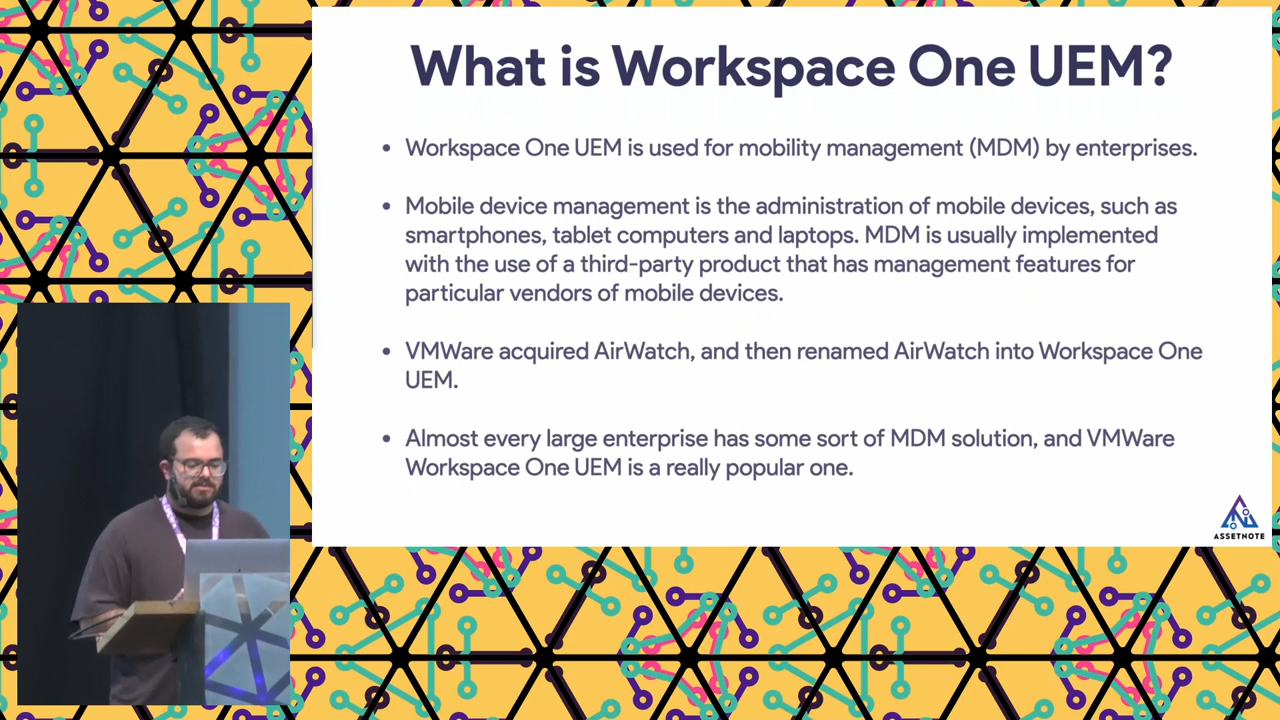 What is Workspace One UEM?
• Workspace One UEM is used for mobility management (MDM) by enterprises.
• Mobile device management is the administration of mobile devices, such as
smartphones, tablet computers and laptops. MDM is usually implemented
with the use of a third-party product that has management features for
particular vendors of mobile devices.
• VMWare acquired AirWatch, and then renamed AirWatch into Workspace One
UEM.
• Almost every large enterprise has some sort of MDM solution, and VMWare
Workspace One UEM is a really popular one.
ASSETNOTE